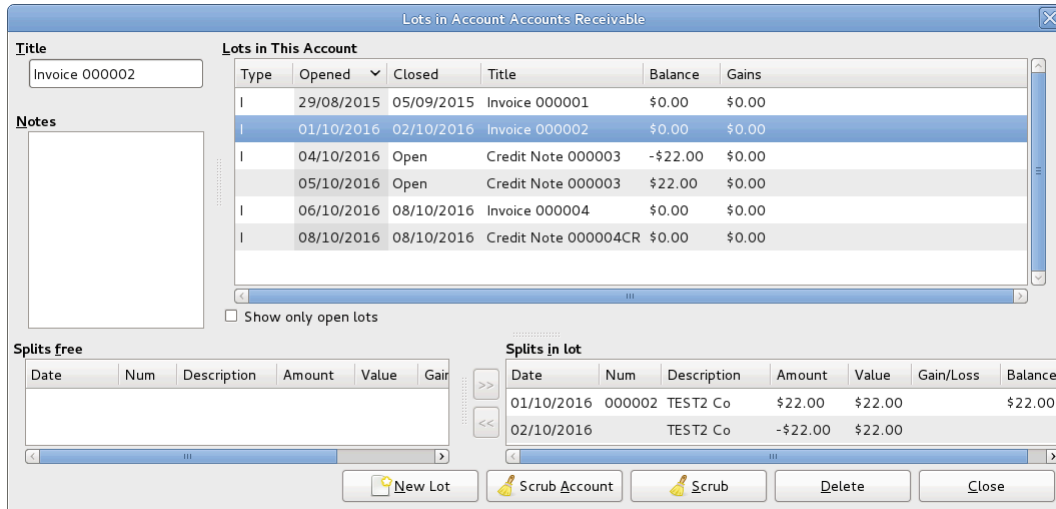 Lots in Account Accounts Receivable
Title
Invoice 000002
Notes
Lots in This Account
Type Opened Closed Title Balance Gains
I 29/08/2015 05/09/2015 Invoice 000001 $0.00 $0.00
I 01/10/2016 02/10/2016 Invoice 000002 $0.00 $0.00
I 04/10/2016 Open Credit Note 000003 -$22.00 $0.00
05/10/2016 Open Credit Note 000003 $22.00 $0.00
I 06/10/2016 08/10/2016 Invoice 000004 $0.00 $0.00
I 08/10/2016 08/10/2016 Credit Note 000004CR $0.00 $0.00
Show only open lots
Splits free
Date Num Description Amount Value Gair
>>
<<
Splits in lot
Date Num Description Amount Value Gain/Loss Balance
01/10/2016 000002 TEST2 Co $22.00 $22.00 $22.00
02/10/2016 TEST2 Co -$22.00 $22.00
New Lot Scrub Account Scrub Delete Close